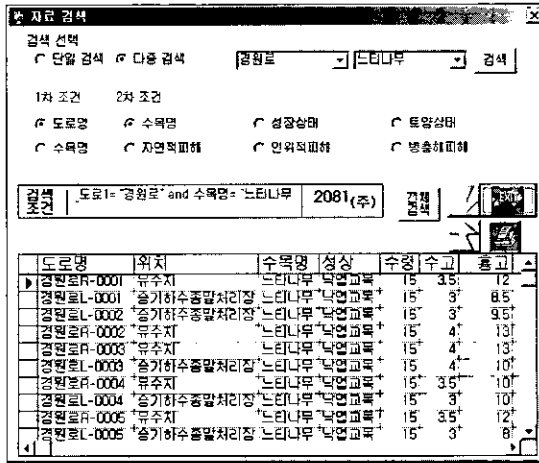 자료 검색
검색 선택
단일 검색 다중 검색 경원로 느티나무 검색
1차 조건 2차 조건
도로명 수목명 성장상태 토양상태
수목명 자연적피해 인위적피해 병충해피해
검색조건 도로1= "경원로" and 수목명= "느티나무 2081(주) 전체검색 EXIT
도로명 위치 수목명 성상 수령 수고 흉고
경원로R-0001 유수지 느티나무 낙엽교목 15 3.5 12
경원로L-0001 승기하수종말처리장 느티나무 낙엽교목 15 3 8.5
경원로L-0002 승기하수종말처리장 느티나무 낙엽교목 15 3 9.5
경원로R-0002 유수지 느티나무 낙엽교목 15 4 13
경원로R-0003 유수지 느티나무 낙엽교목 15 4 13
경원로L-0003 승기하수종말처리장 느티나무 낙엽교목 15 4 10
경원로R-0004 유수지 느티나무 낙엽교목 15 3.5 10
경원로L-0004 승기하수종말처리장 느티나무 낙엽교목 15 3 10
경원로R-0005 유수지 느티나무 낙엽교목 15 3.5 12
경원로L-0005 승기하수종말처리장 느티나무 낙엽교목 15 3 8